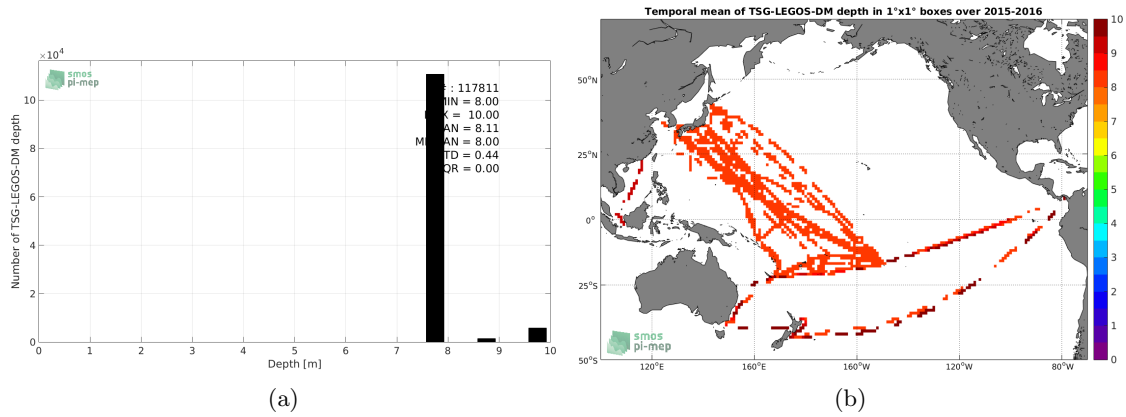 ×10⁴
smos
pi-mep
: 117811
MIN = 8.00
X = 10.00
AN = 8.11
M AN = 8.00
TD = 0.44
QR = 0.00
10
8
6
4
2
0
Number of TSG-LEGOS-DM depth
0 1 2 3 4 5 6 7 8 9 10
Depth [m]
(a)
Temporal mean of TSG-LEGOS-DM depth in 1°x1° boxes over 2015-2016
50°N
25°N
0°
25°S
50°S
120°E 160°E 160°W 120°W 80°W
smos
pi-mep
10
9
8
7
6
5
4
3
2
1
0
(b)